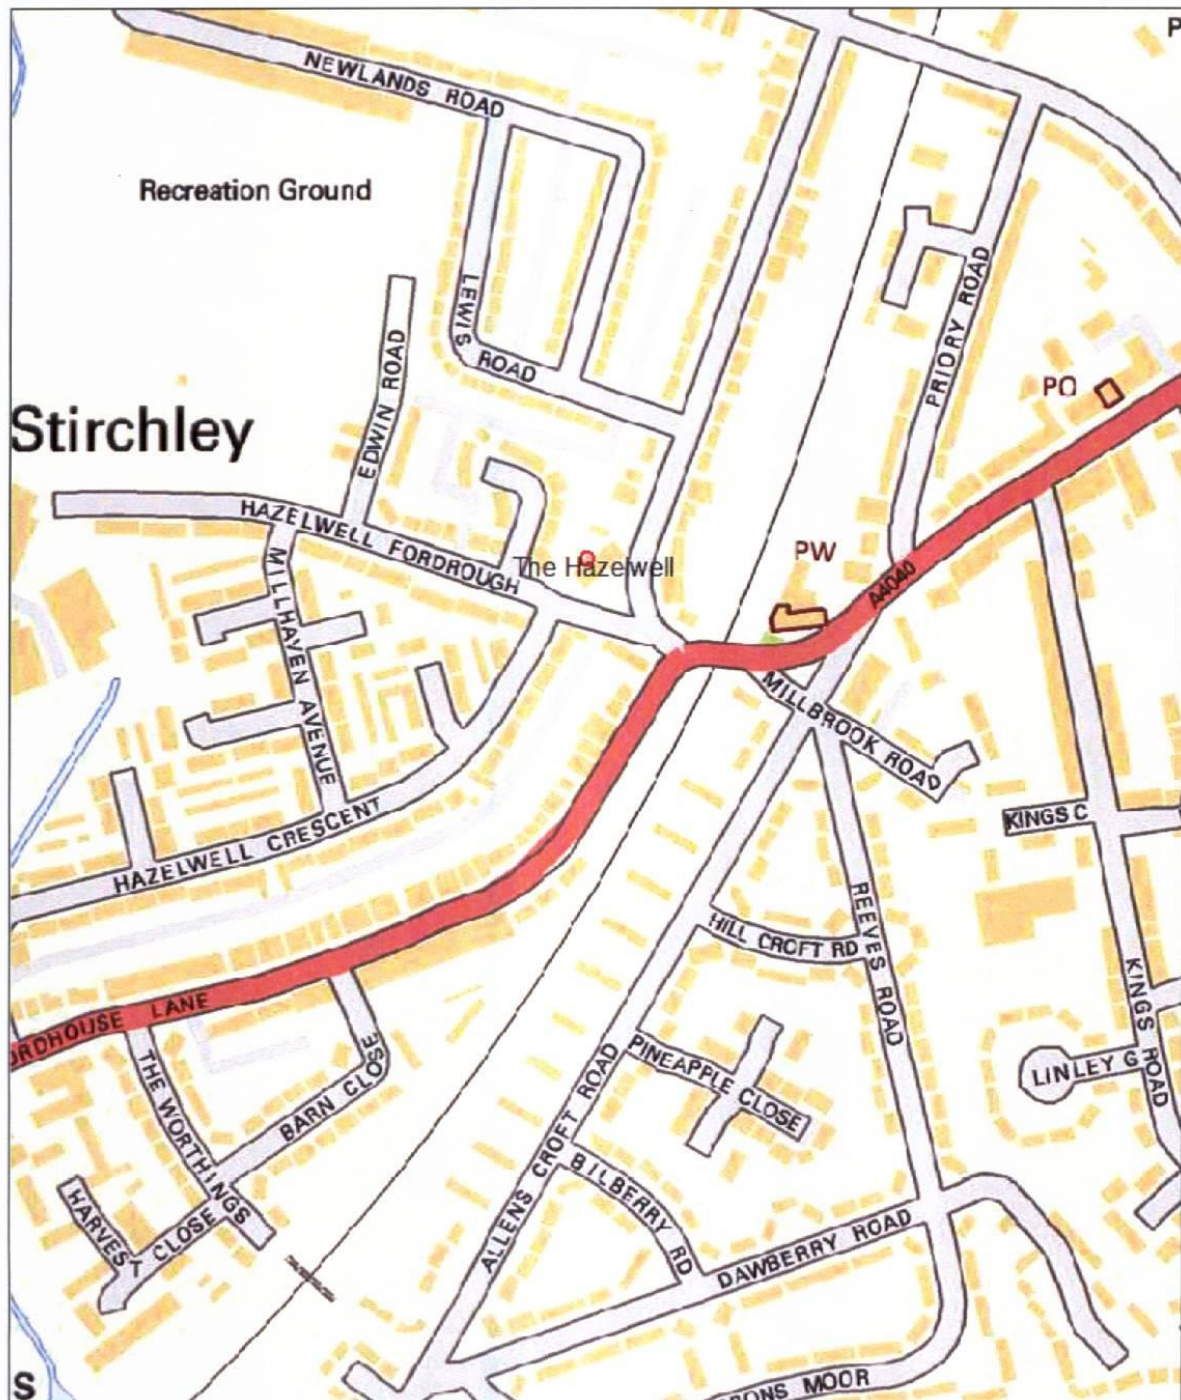 P
NEWLANDS ROAD
Recreation Ground
LEWIS ROAD
PRIORY ROAD
EDWIN ROAD
PO
Stirchley
HAZELWELL FORDROUGH
The Hazelwell
PW
A4040
MILLHAVEN AVENUE
MILLBROOK ROAD
KINGS C
HAZELWELL CRESCENT
REEVES ROAD
HILL CROFT RD
KINGS ROAD
ORDHOUSE LANE
THE WORTHINGS
BARN CLOSE
PINEAPPLE CLOSE
LINLEY G
ALLENS CROFT ROAD
BILBERRY RD
HARVEST CLOSE
DAWBERRY ROAD
BONS MOOR
S